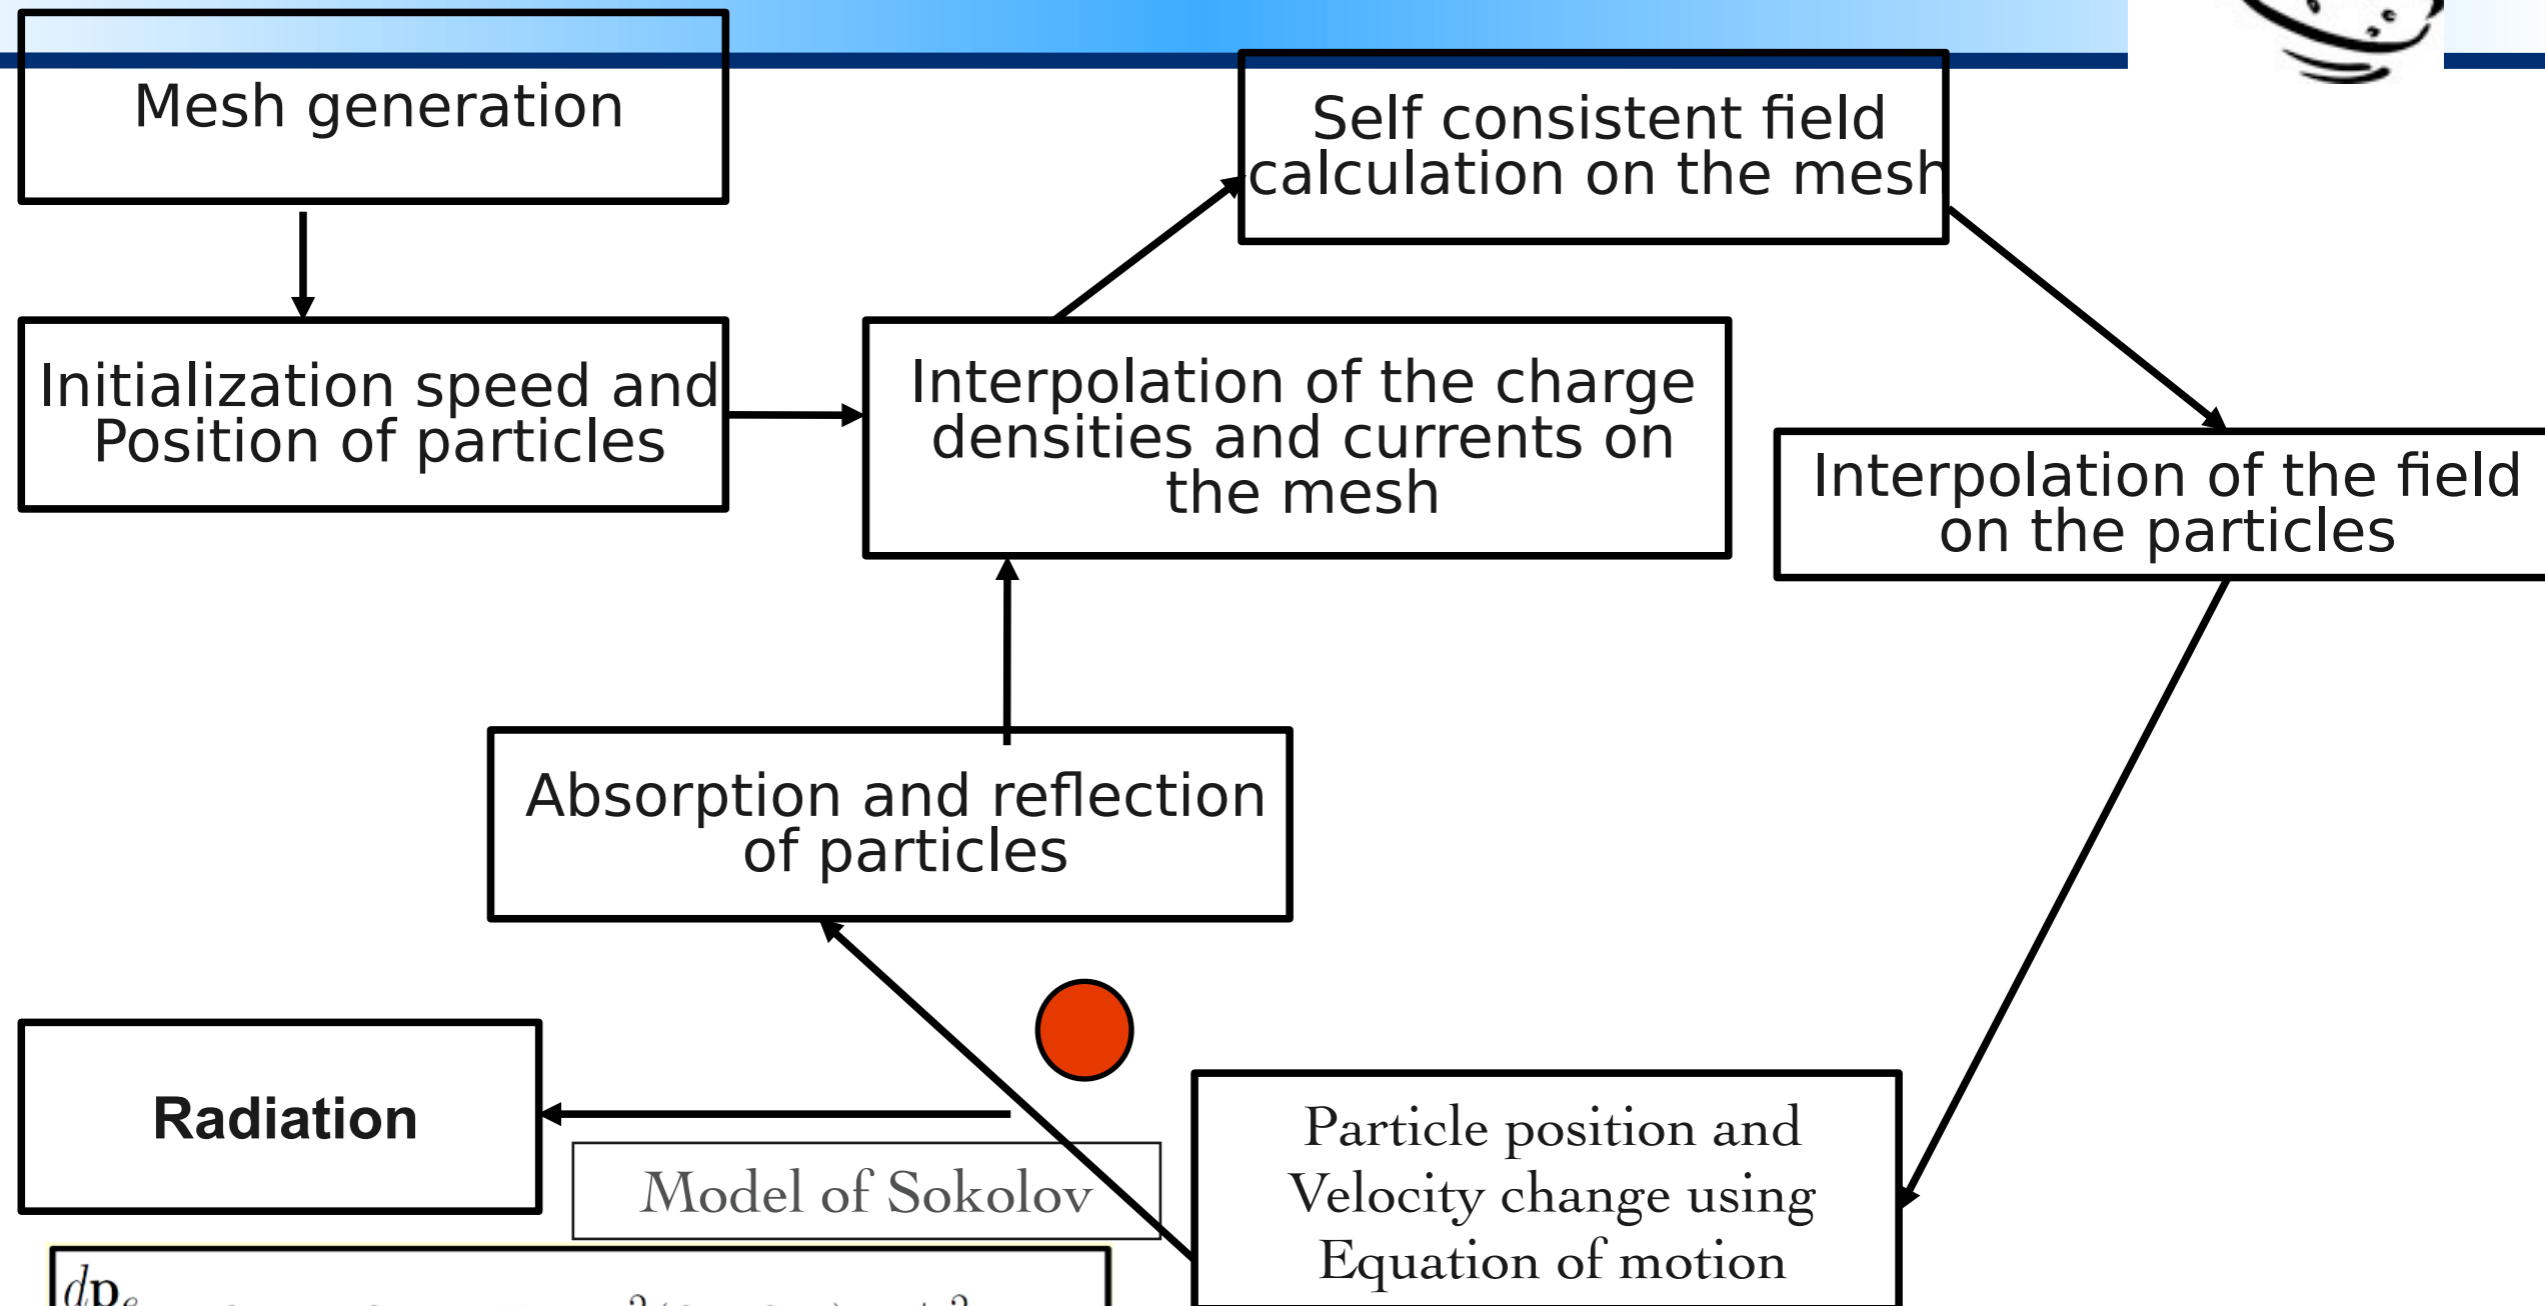 Mesh generation
Self consistent field
calculation on the mesh
Initialization speed and
Position of particles
Interpolation of the charge
densities and currents on
the mesh
Interpolation of the field
on the particles
Absorption and reflection
of particles
Radiation
Model of Sokolov
Particle position and
Velocity change using
Equation of motion